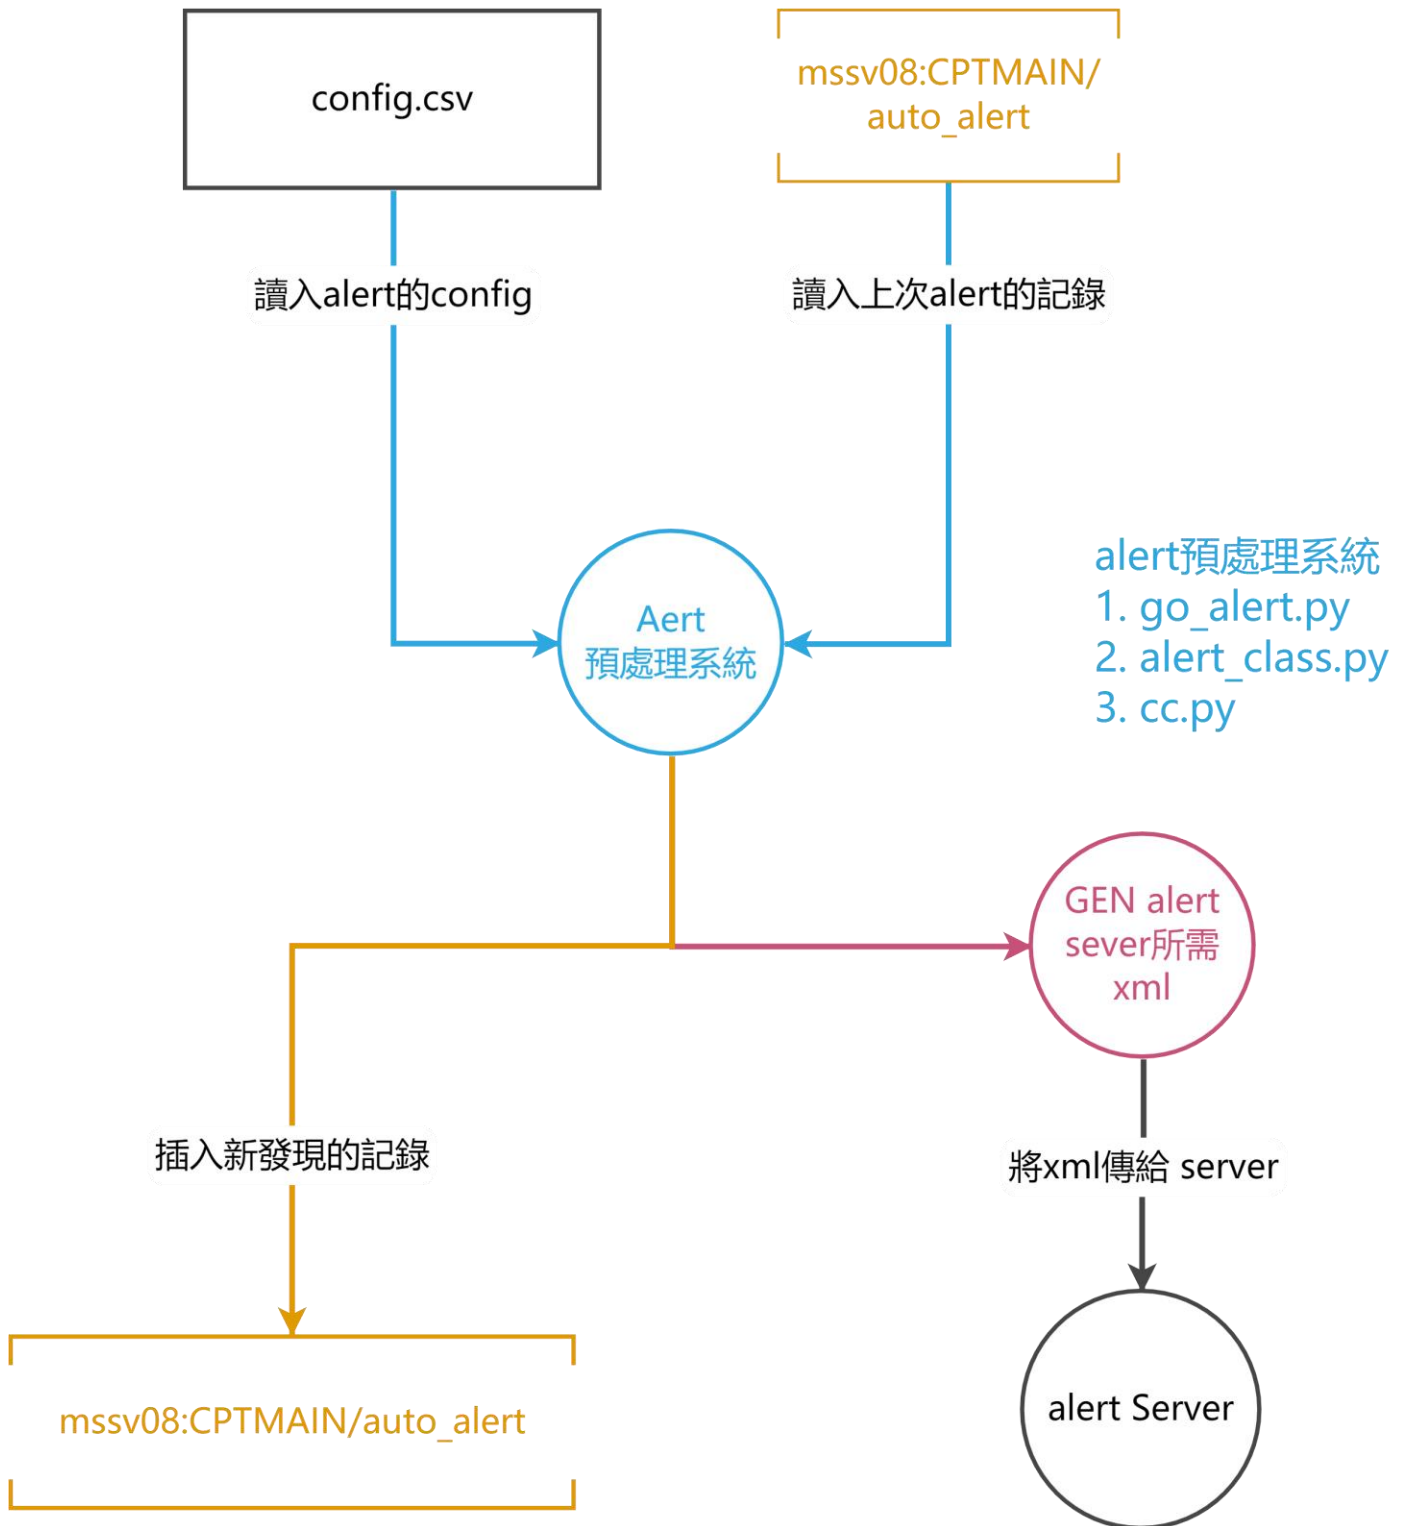 config.csv
mssv08:CPTMAIN/
auto_alert
讀入alert的config
讀入上次alert的記錄
Aert
預處理系統
alert預處理系統
1. go_alert.py
2. alert_class.py
3. cc.py
GEN alert
sever所需
xml
插入新發現的記錄
將xml傳給 server
mssv08:CPTMAIN/auto_alert
alert Server